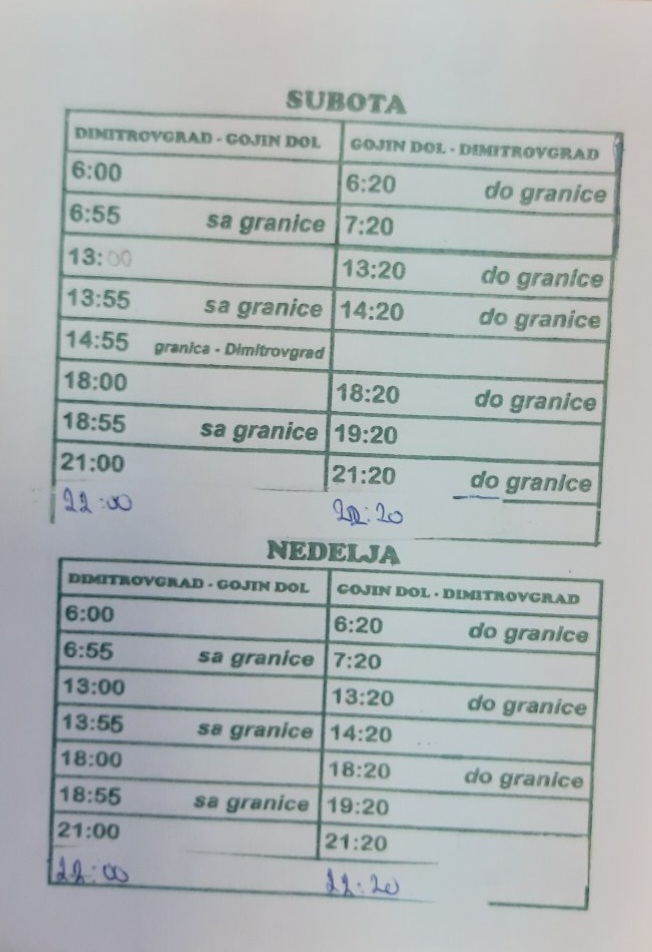 SUBOTA
DIMITROVGRAD - GOJIN DOL GOJIN DOL - DIMITROVGRAD
6:00 6:20 do granice
6:55 sa granice 7:20
13:00 13:20 do granice
13:55 sa granice 14:20 do granice
14:55 granica - Dimitrovgrad
18:00 18:20 do granice
18:55 sa granice 19:20
21:00 21:20 do granice
22:00 22:20
NEDELJA
DIMITROVGRAD - GOJIN DOL GOJIN DOL - DIMITROVGRAD
6:00 6:20 do granice
6:55 sa granice 7:20
13:00 13:20 do granice
13:55 sa granice 14:20
18:00 18:20 do granice
18:55 sa granice 19:20
21:00 21:20
22:00 22:20